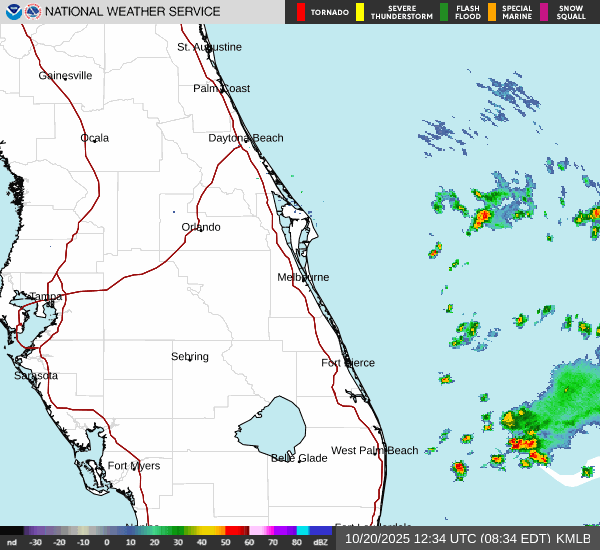 NATIONAL WEATHER SERVICE
TORNADO
SEVERE
THUNDERSTORM
FLASH
FLOOD
SPECIAL
MARINE
SNOW
SQUALL
St. Augustine
Gainesville
Palm Coast
Ocala
Daytona Beach
Orlando
Melbourne
Tampa
Sebring
Fort Pierce
Sarasota
West Palm Beach
Belle Glade
Fort Myers
nd -30 -20 -10 0 10 20 30 40 50 60 70 80 dBZ
10/20/2025 12:34 UTC (08:34 EDT) KMLB